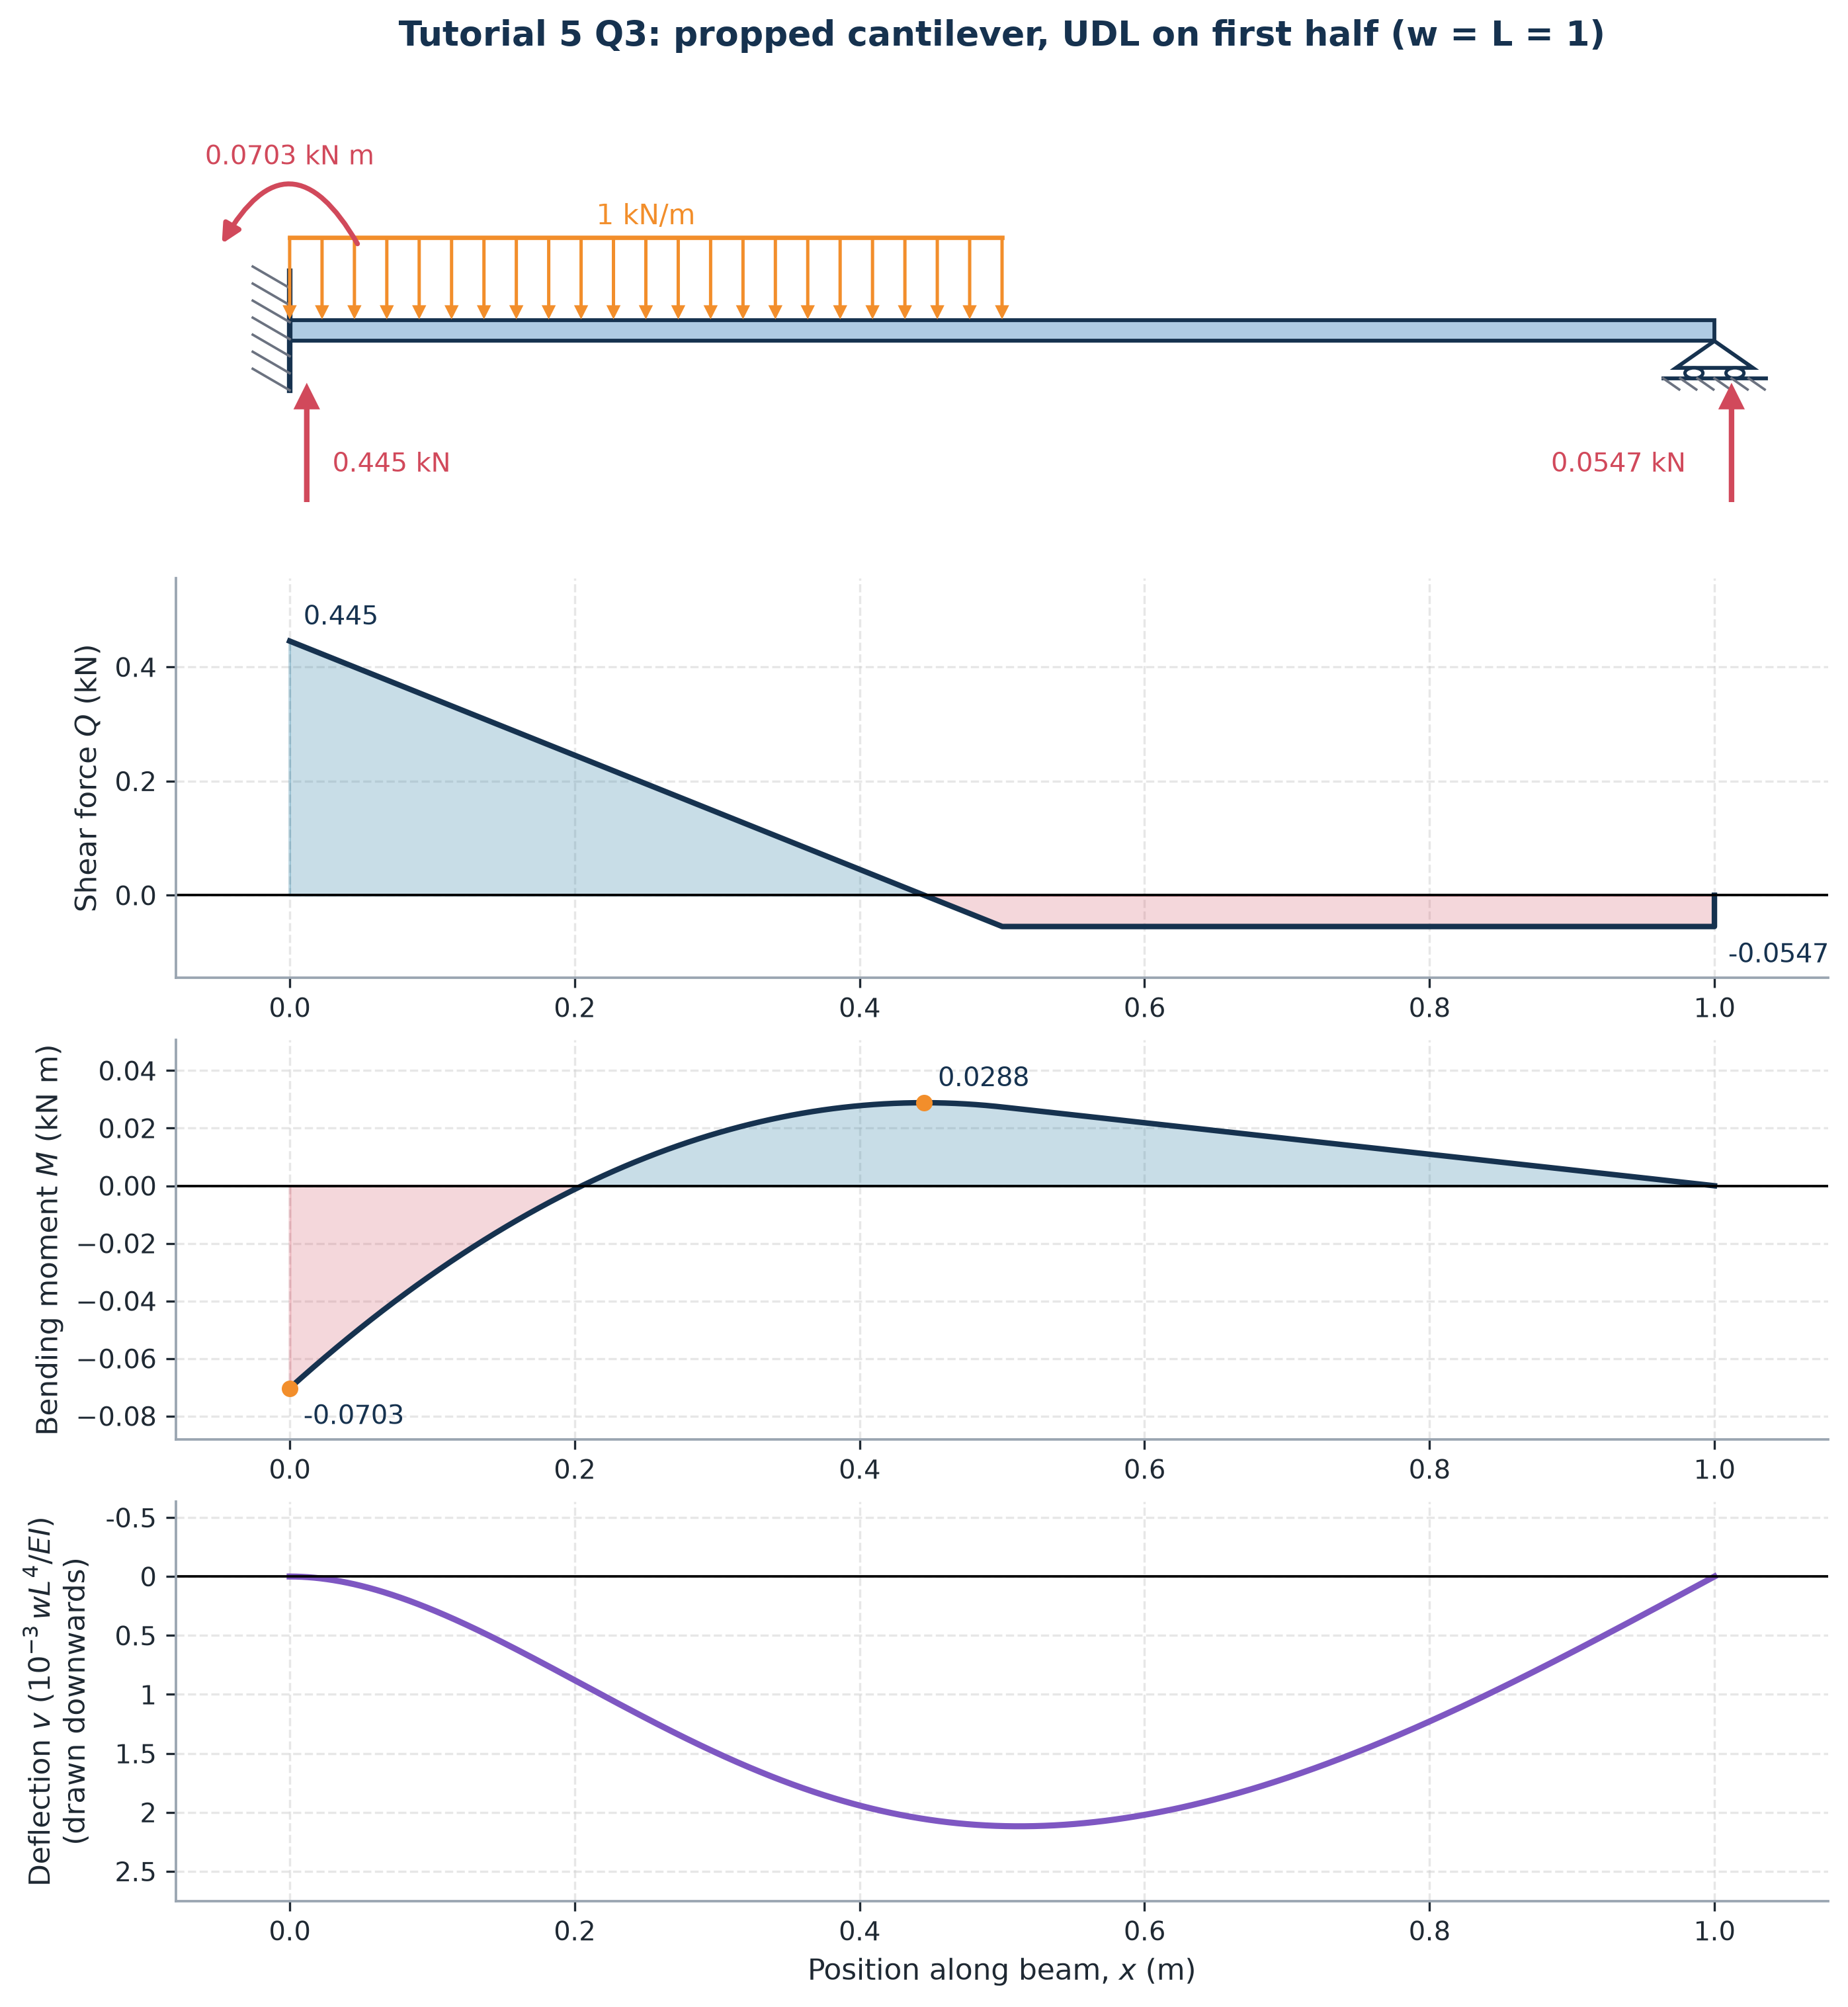 Tutorial 5 Q3: propped cantilever, UDL on first half (w = L = 1)
0.0703 kN m
1 kN/m
0.445 kN
0.0547 kN
Shear force Q (kN)
0.4
0.2
0.0
0.445
-0.0547
0.0 0.2 0.4 0.6 0.8 1.0
Bending moment M (kN m)
0.04
0.02
0.00
−0.02
−0.04
−0.06
−0.08
0.0288
-0.0703
0.0 0.2 0.4 0.6 0.8 1.0
Deflection v (10⁻³ wL⁴/EI)
(drawn downwards)
-0.5
0
0.5
1
1.5
2
2.5
0.0 0.2 0.4 0.6 0.8 1.0
Position along beam, x (m)